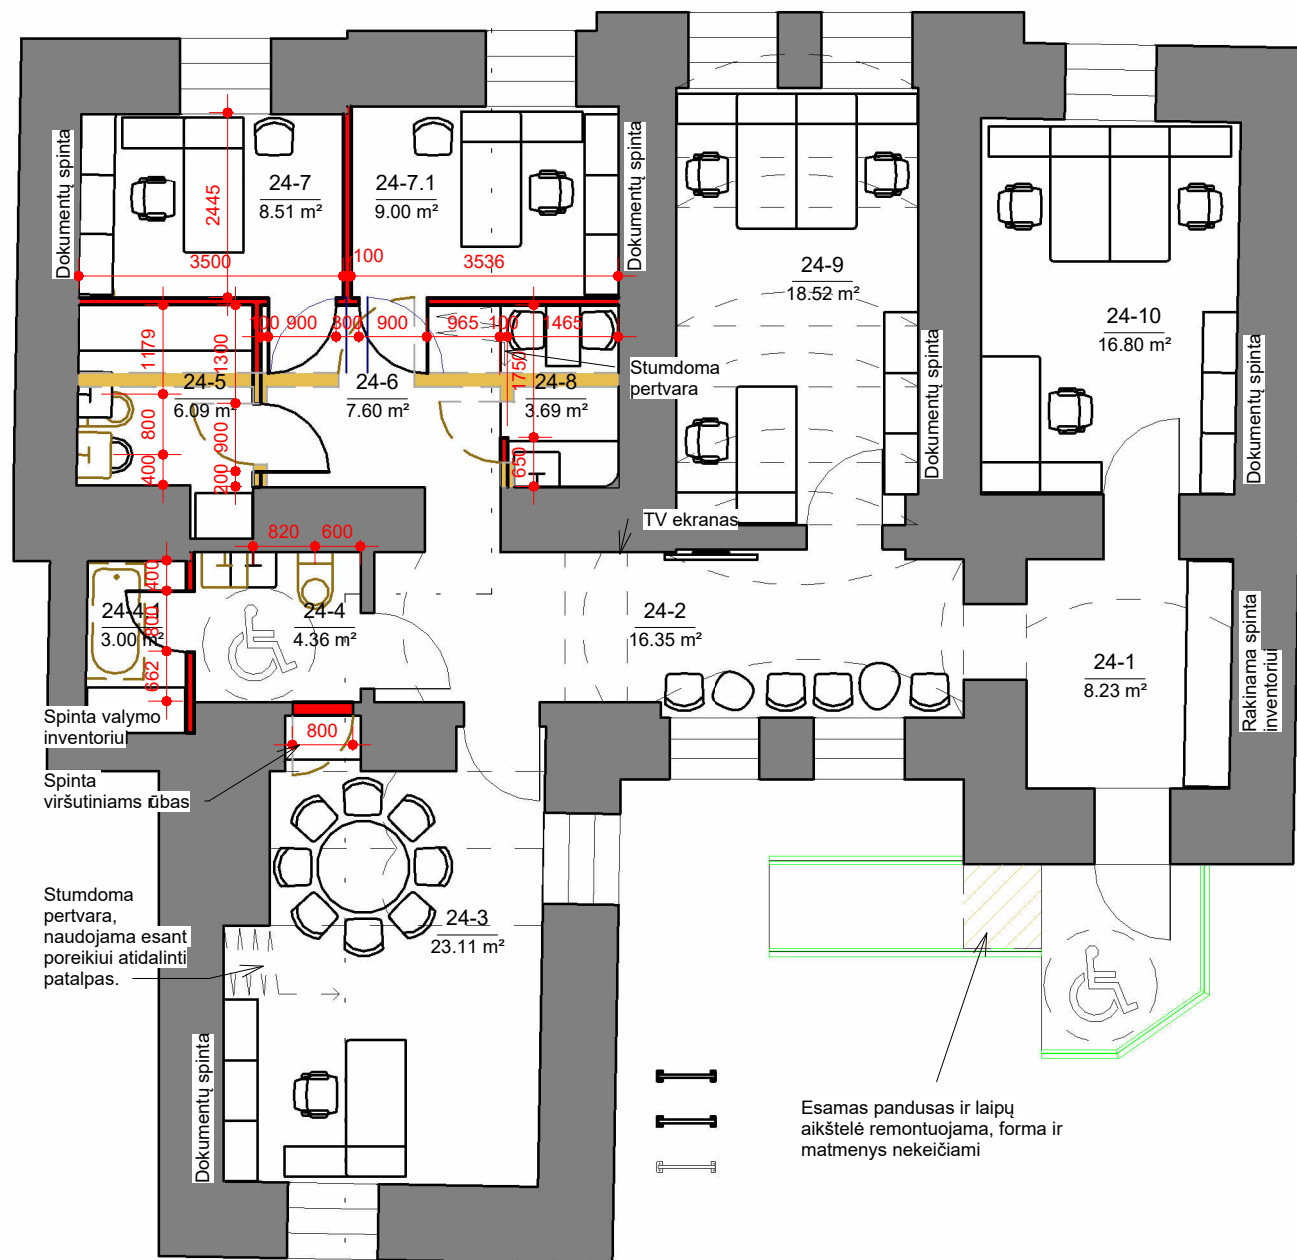 Dokumentų spinta
24-7
8.51 m²
2445
3500
100
24-7.1
9.00 m²
3536
Dokumentų spinta
24-9
18.52 m²
Dokumentų spinta
24-10
16.80 m²
Dokumentų spinta
100
900
300
900
965
100
1465
1179
1300
1750
24-5
6.09 m²
24-6
7.60 m²
24-8
3.69 m²
Stumdoma
pertvara
800
900
400
200
650
TV ekranas
820
600
400
24-4.1
3.00 m²
800
662
24-4
4.36 m²
24-2
16.35 m²
24-1
8.23 m²
Rakinama spinta
inventoriui
Spinta valymo
inventoriui
800
Spinta
viršutiniams rūbas
Stumdoma
pertvara,
naudojama esant
poreikiui atidalinti
patalpas.
24-3
23.11 m²
Dokumentų spinta
Esamas pandusas ir laipų
aikštelė remontuojama, forma ir
matmenys nekeičiami